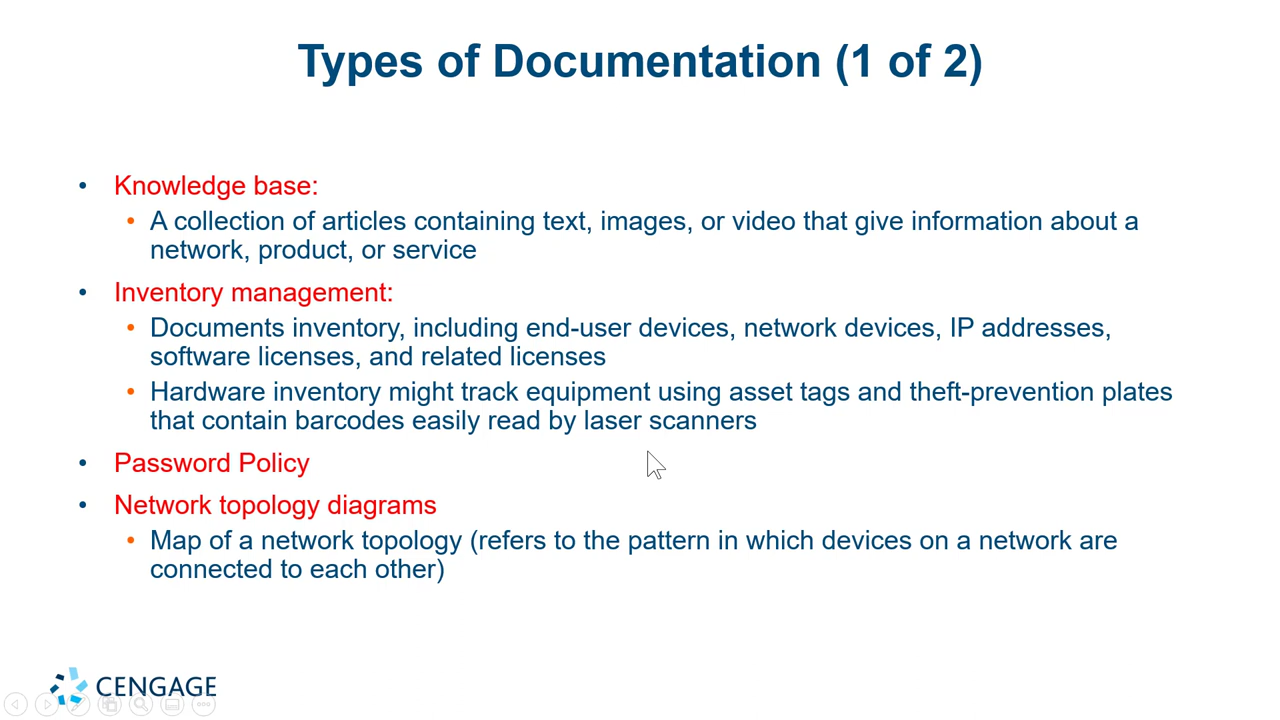 Types of Documentation (1 of 2)
• Knowledge base:
• A collection of articles containing text, images, or video that give information about a
network, product, or service
• Inventory management:
• Documents inventory, including end-user devices, network devices, IP addresses,
software licenses, and related licenses
• Hardware inventory might track equipment using asset tags and theft-prevention plates
that contain barcodes easily read by laser scanners
• Password Policy
• Network topology diagrams
• Map of a network topology (refers to the pattern in which devices on a network are
connected to each other)
CENGAGE